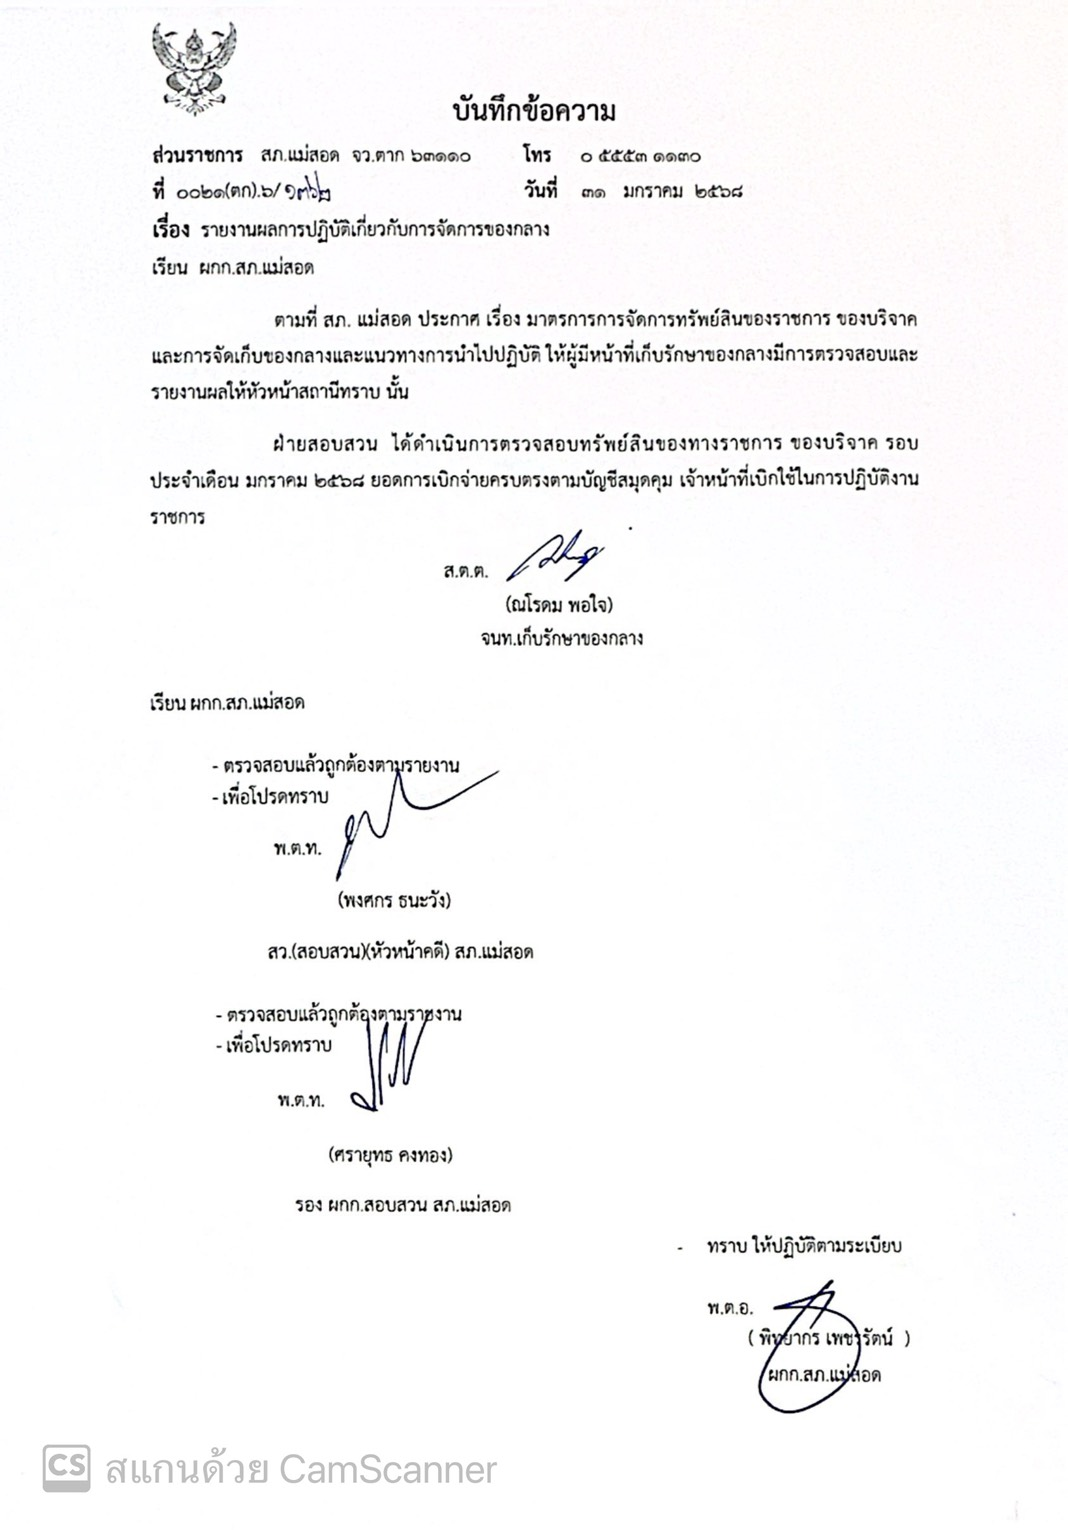 บันทึกข้อความ
ส่วนราชการ สภ.แม่สอด จว.ตาก ๖๓๑๑๐ โทร ๐ ๕๕๕๓ ๑๑๓๐
ที่ ๐๐๒๑(ตก).๖/๑๓๖๒ วันที่ ๓๑ มกราคม ๒๕๖๘
เรื่อง รายงานผลการปฏิบัติเกี่ยวกับการจัดการของกลาง
เรียน ผกก.สภ.แม่สอด
ตามที่ สภ. แม่สอด ประกาศ เรื่อง มาตรการการจัดการทรัพย์สินของราชการ ของบริจาค
และการจัดเก็บของกลางและแนวทางการนำไปปฏิบัติ ให้ผู้มีหน้าที่เก็บรักษาของกลางมีการตรวจสอบและ
รายงานผลให้หัวหน้าสถานีทราบ นั้น
ฝ่ายสอบสวน ได้ดำเนินการตรวจสอบทรัพย์สินของทางราชการ ของบริจาค รอบ
ประจำเดือน มกราคม ๒๕๖๘ ยอดการเบิกจ่ายครบตรงตามบัญชีสมุดคุม เจ้าหน้าที่เบิกใช้ในการปฏิบัติงาน
ราชการ
ส.ต.ต.
(ณโรดม พอใจ)
จนท.เก็บรักษาของกลาง
เรียน ผกก.สภ.แม่สอด
- ตรวจสอบแล้วถูกต้องตามรายงาน
- เพื่อโปรดทราบ
พ.ต.ท.
(พงศกร ธนะวัง)
สว.(สอบสวน)(หัวหน้าคดี) สภ.แม่สอด
- ตรวจสอบแล้วถูกต้องตามรายงาน
- เพื่อโปรดทราบ
พ.ต.ท.
(ศรายุทธ คงทอง)
รอง ผกก.สอบสวน สภ.แม่สอด
- ทราบ ให้ปฏิบัติตามระเบียบ
พ.ต.อ.
( พิทยากร เพชรรัตน์ )
ผกก.สภ.แม่สอด
CS สแกนด้วย CamScanner